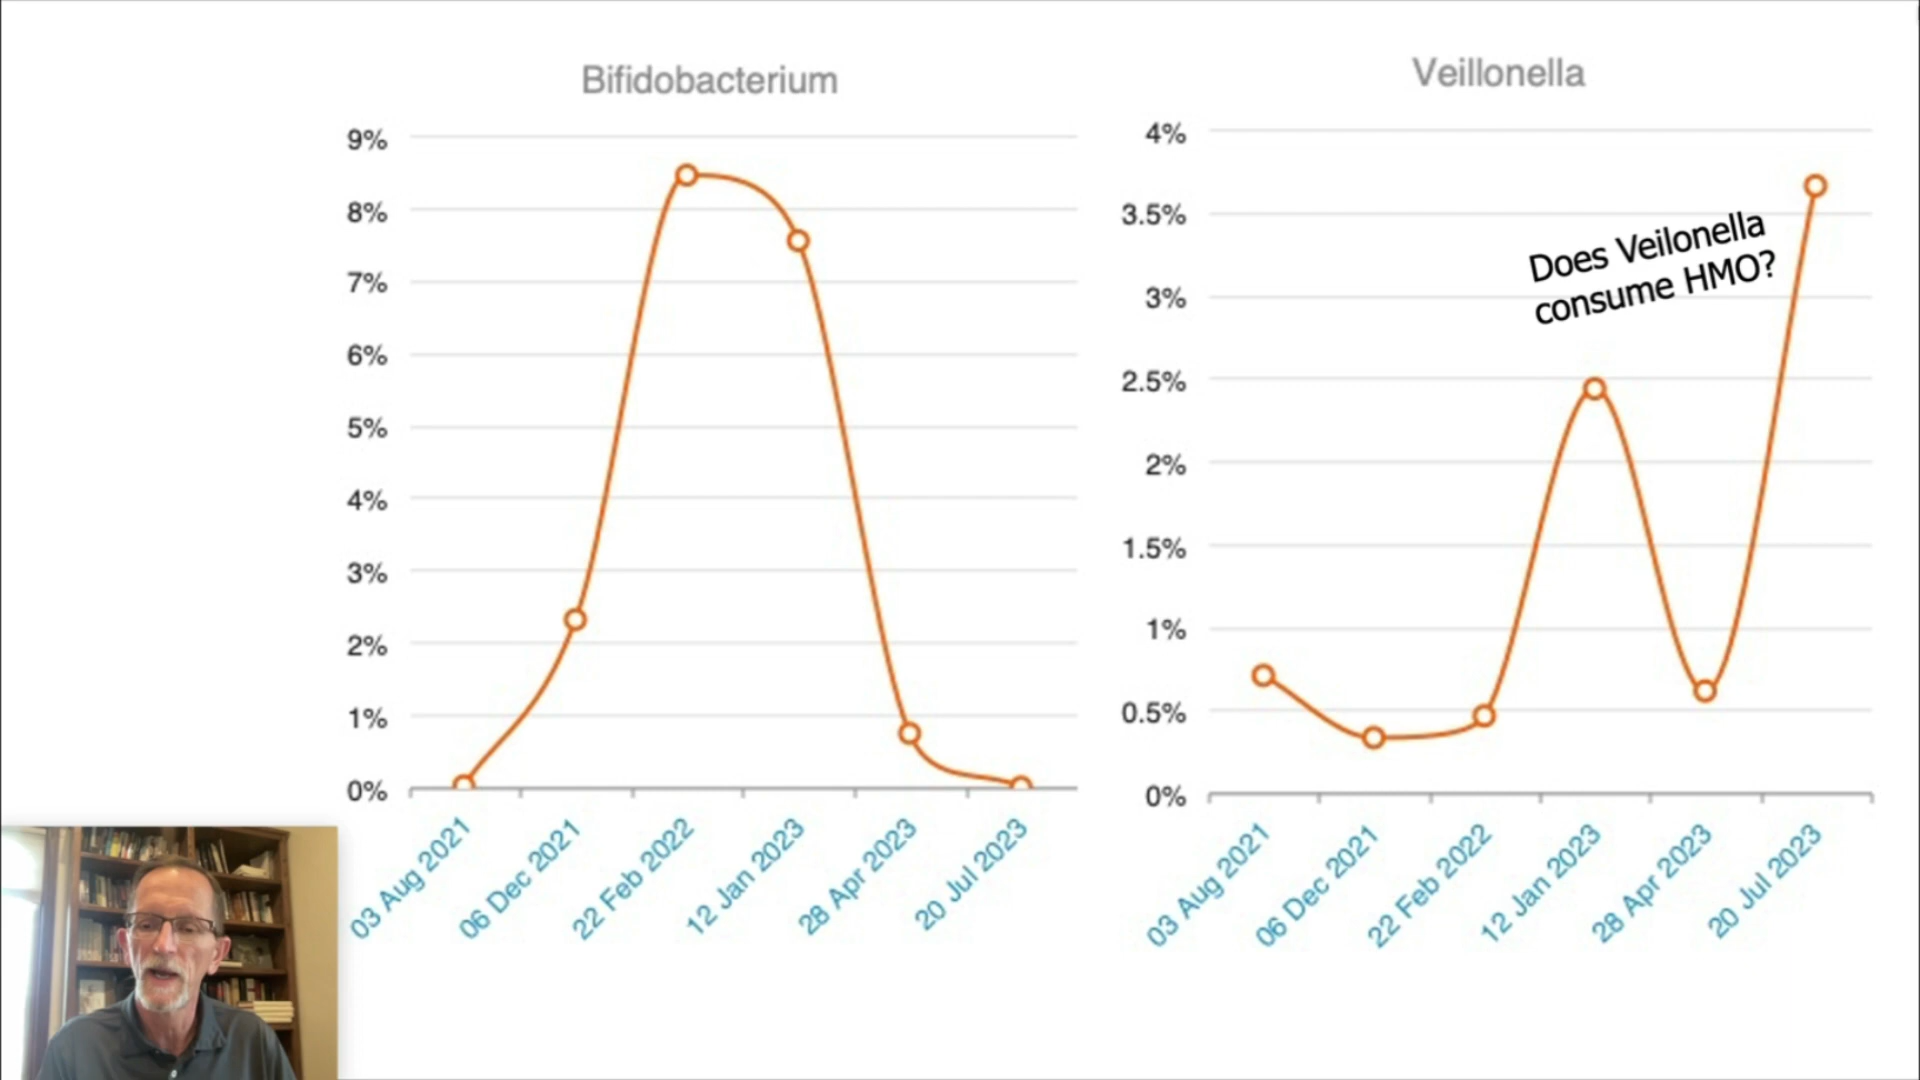 Bifidobacterium
9%
8%
7%
6%
5%
4%
3%
2%
1%
0%
03 Aug 2021
06 Dec 2021
22 Feb 2022
12 Jan 2023
28 Apr 2023
20 Jul 2023
Veillonella
4%
3.5%
3%
2.5%
2%
1.5%
1%
0.5%
0%
Does Veilonella
consume HMO?
03 Aug 2021
06 Dec 2021
22 Feb 2022
12 Jan 2023
28 Apr 2023
20 Jul 2023